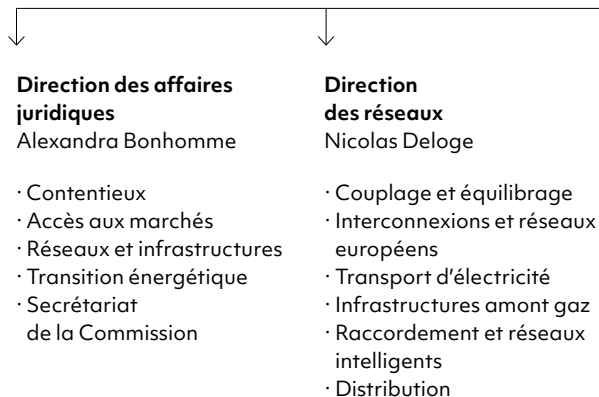 Direction des affaires
juridiques
Alexandra Bonhomme
· Contentieux
· Accès aux marchés
· Réseaux et infrastructures
· Transition énergétique
· Secrétariat
de la Commission
Direction
des réseaux
Nicolas Deloge
· Couplage et équilibrage
· Interconnexions et réseaux
européens
· Transport d’électricité
· Infrastructures amont gaz
· Raccordement et réseaux
intelligents
· Distribution